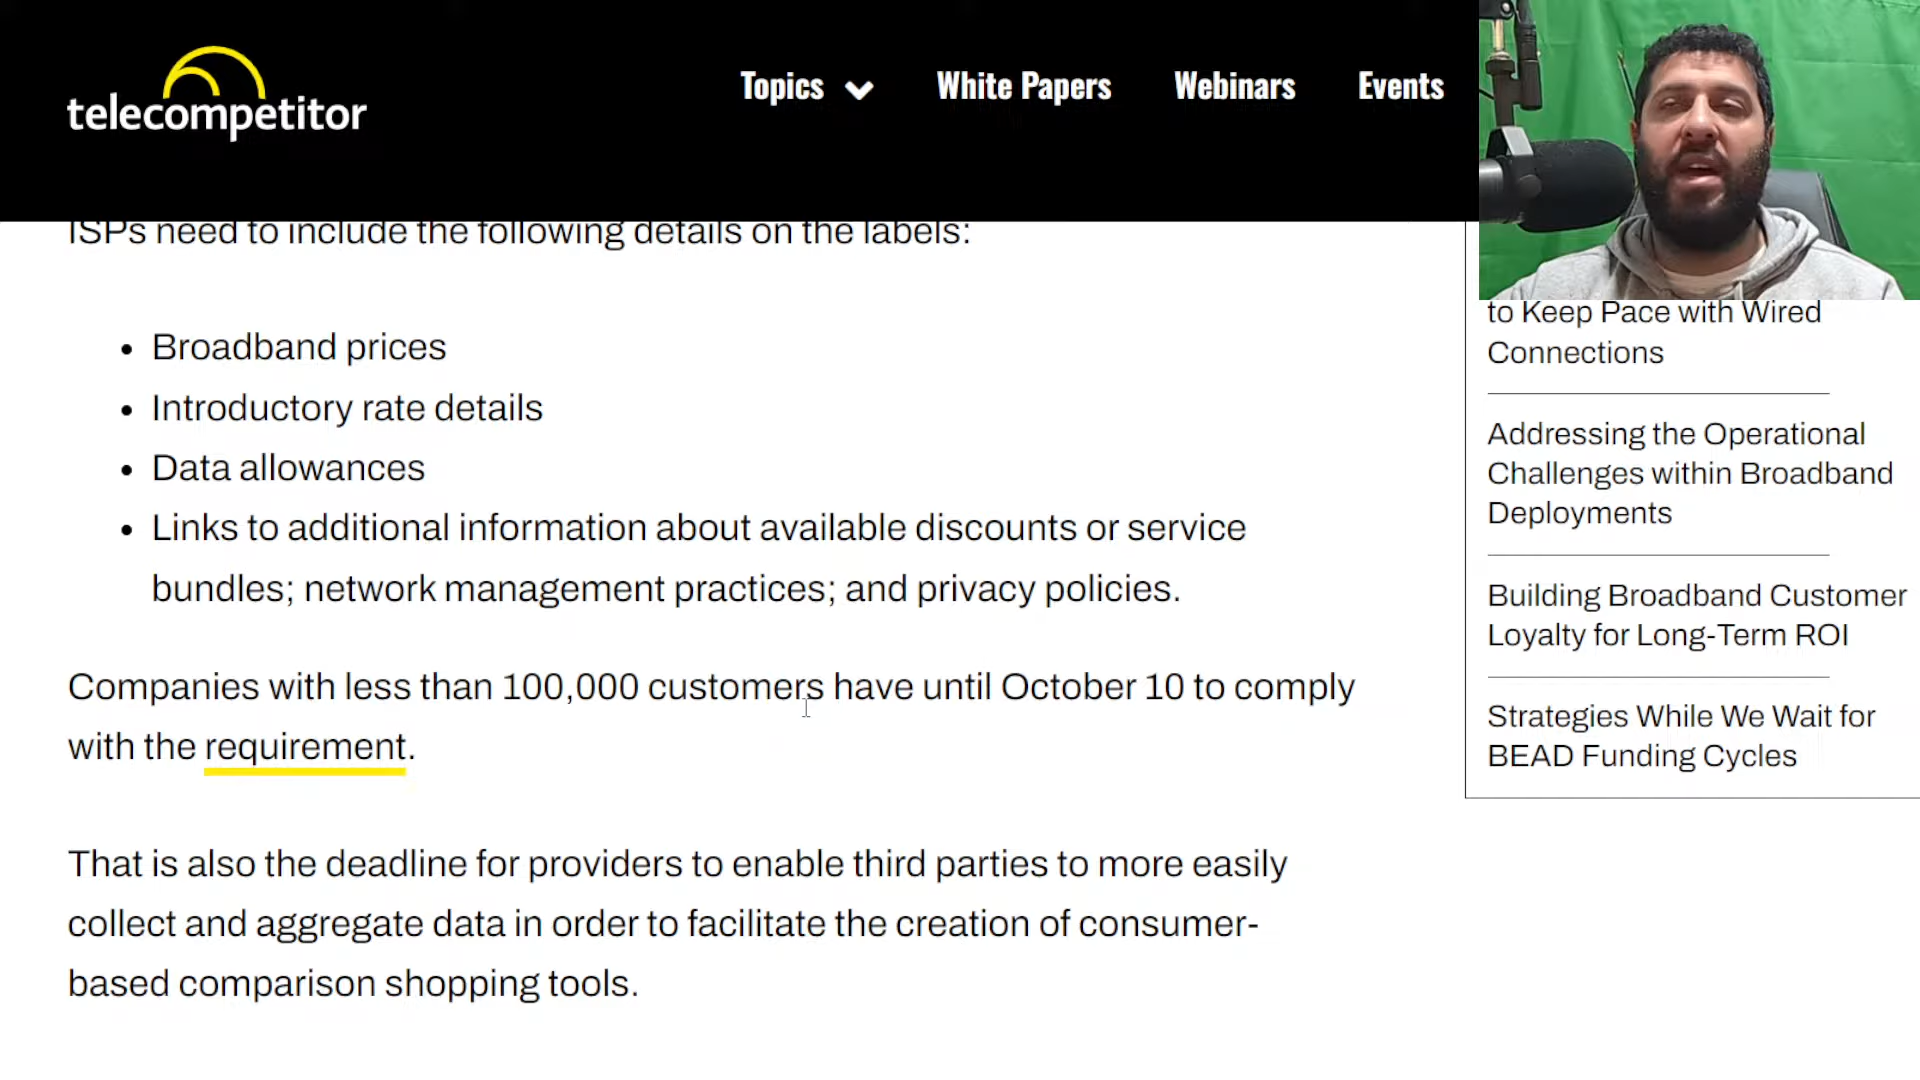 telecompetitor
Topics
White Papers
Webinars
Events
ISPs need to include the following details on the labels:
• Broadband prices
• Introductory rate details
• Data allowances
• Links to additional information about available discounts or service
bundles; network management practices; and privacy policies.
Companies with less than 100,000 customers have until October 10 to comply
with the requirement.
That is also the deadline for providers to enable third parties to more easily
collect and aggregate data in order to facilitate the creation of consumer-
based comparison shopping tools.
to Keep Pace with Wired
Connections
Addressing the Operational
Challenges within Broadband
Deployments
Building Broadband Customer
Loyalty for Long-Term ROI
Strategies While We Wait for
BEAD Funding Cycles